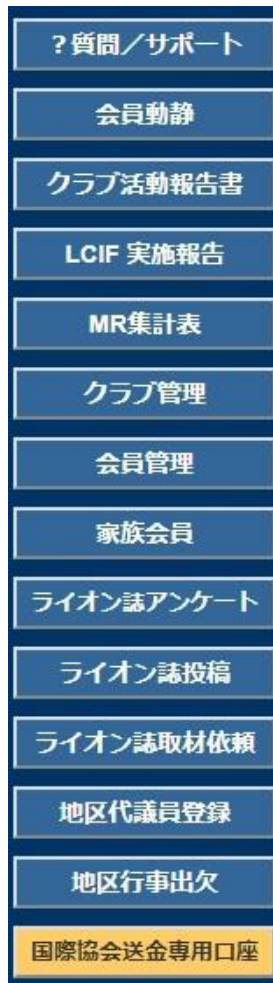 ?質問／サポート
会員動静
クラブ活動報告書
LCIF 実施報告
MR集計表
クラブ管理
会員管理
家族会員
ライオン誌アンケート
ライオン誌投稿
ライオン誌取材依頼
地区代議員登録
地区行事出欠
国際協会送金専用口座